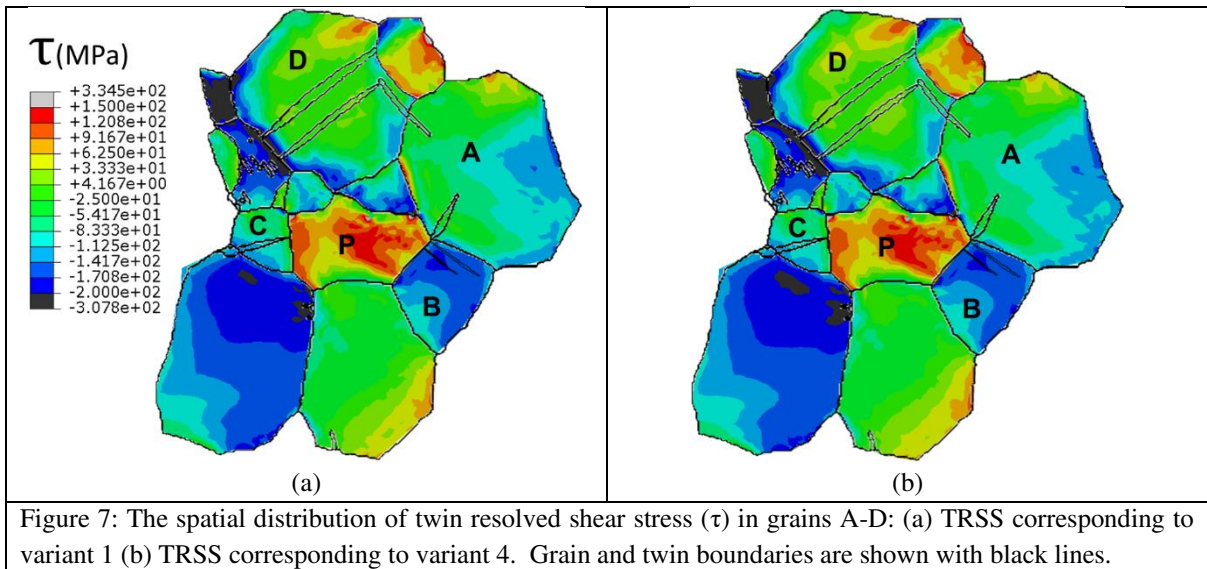 τ(MPa)
+3.345e+02
+1.500e+02
+1.208e+02
+9.167e+01
+6.250e+01
+3.333e+01
+4.167e+00
-2.500e+01
-5.417e+01
-8.333e+01
-1.125e+02
-1.417e+02
-1.708e+02
-2.000e+02
-3.078e+02
D
A
C
P
B
(a)
D
A
C
P
B
(b)
Figure 7: The spatial distribution of twin resolved shear stress (τ) in grains A-D: (a) TRSS corresponding to
variant 1 (b) TRSS corresponding to variant 4. Grain and twin boundaries are shown with black lines.